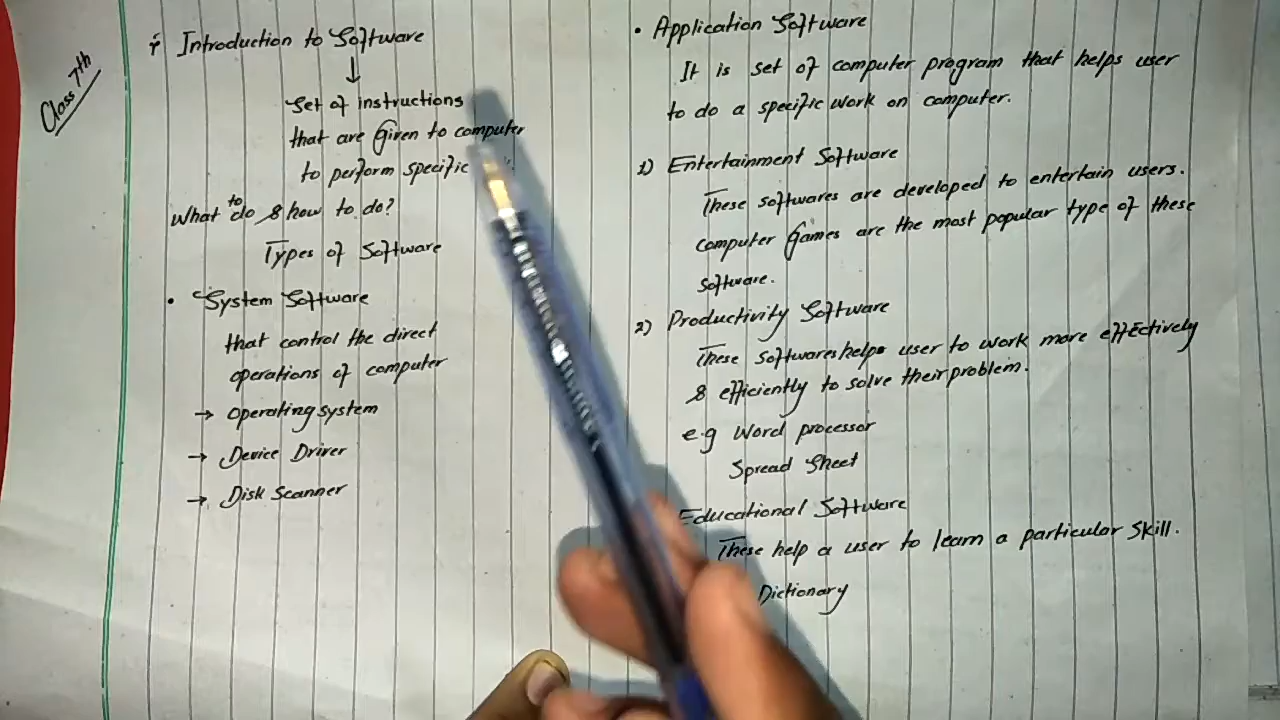 Class 7th
Introduction to Software
Set of instructions
that are Given to computer
to perform specific
What to do & how to do?
Types of Software
• System Software
that control the direct
operations of computer
→ Operating system
→ Device Driver
→ Disk Scanner
• Application Software
It is set of computer program that helps user
to do a specific work on computer.
1) Entertainment Software
These softwares are developed to entertain users.
computer Games are the most popular type of these
software.
2) Productivity Software
These softwares help user to work more effectively
& efficiently to solve their problem.
e.g Word processor
Spread Sheet
Educational Software
These help a user to learn a particular skill.
Dictionary